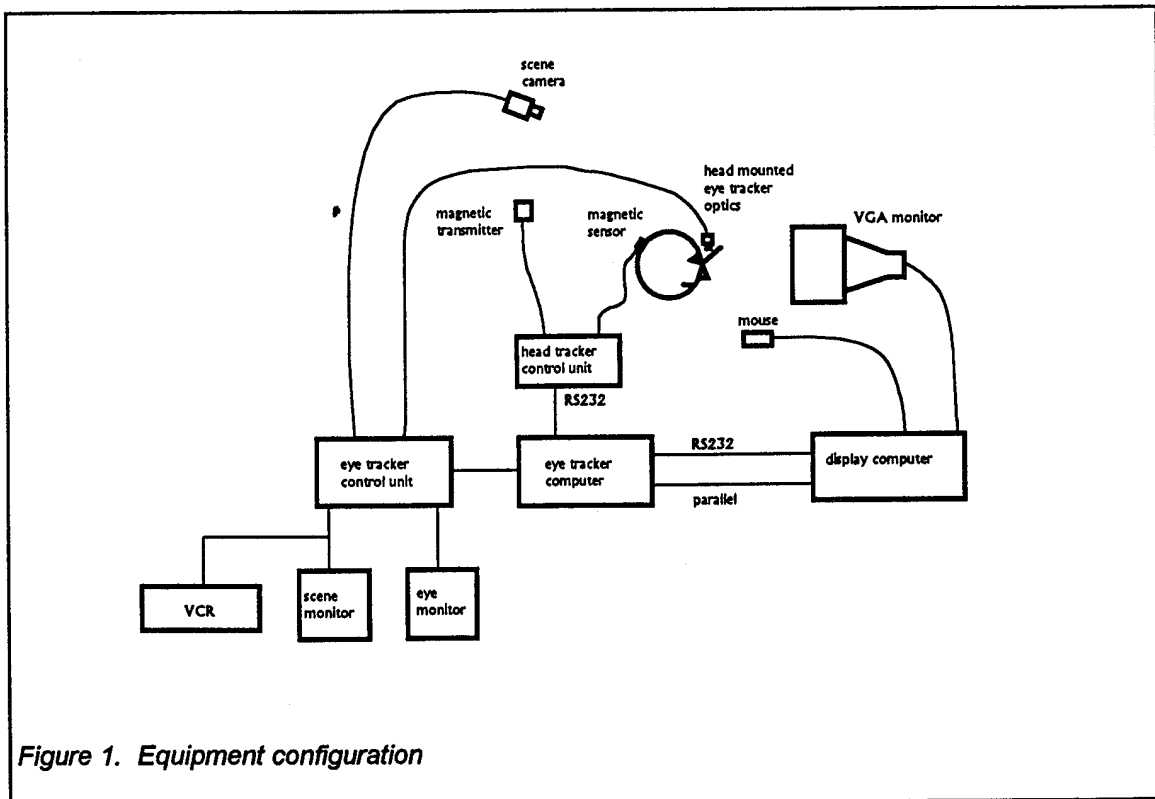 scene
camera
head mounted
eye tracker
optics
magnetic
transmitter
magnetic
sensor
VGA monitor
mouse
head tracker
control unit
RS232
eye tracker
control unit
eye tracker
computer
RS232
parallel
display computer
VCR
scene
monitor
eye
monitor
Figure 1. Equipment configuration